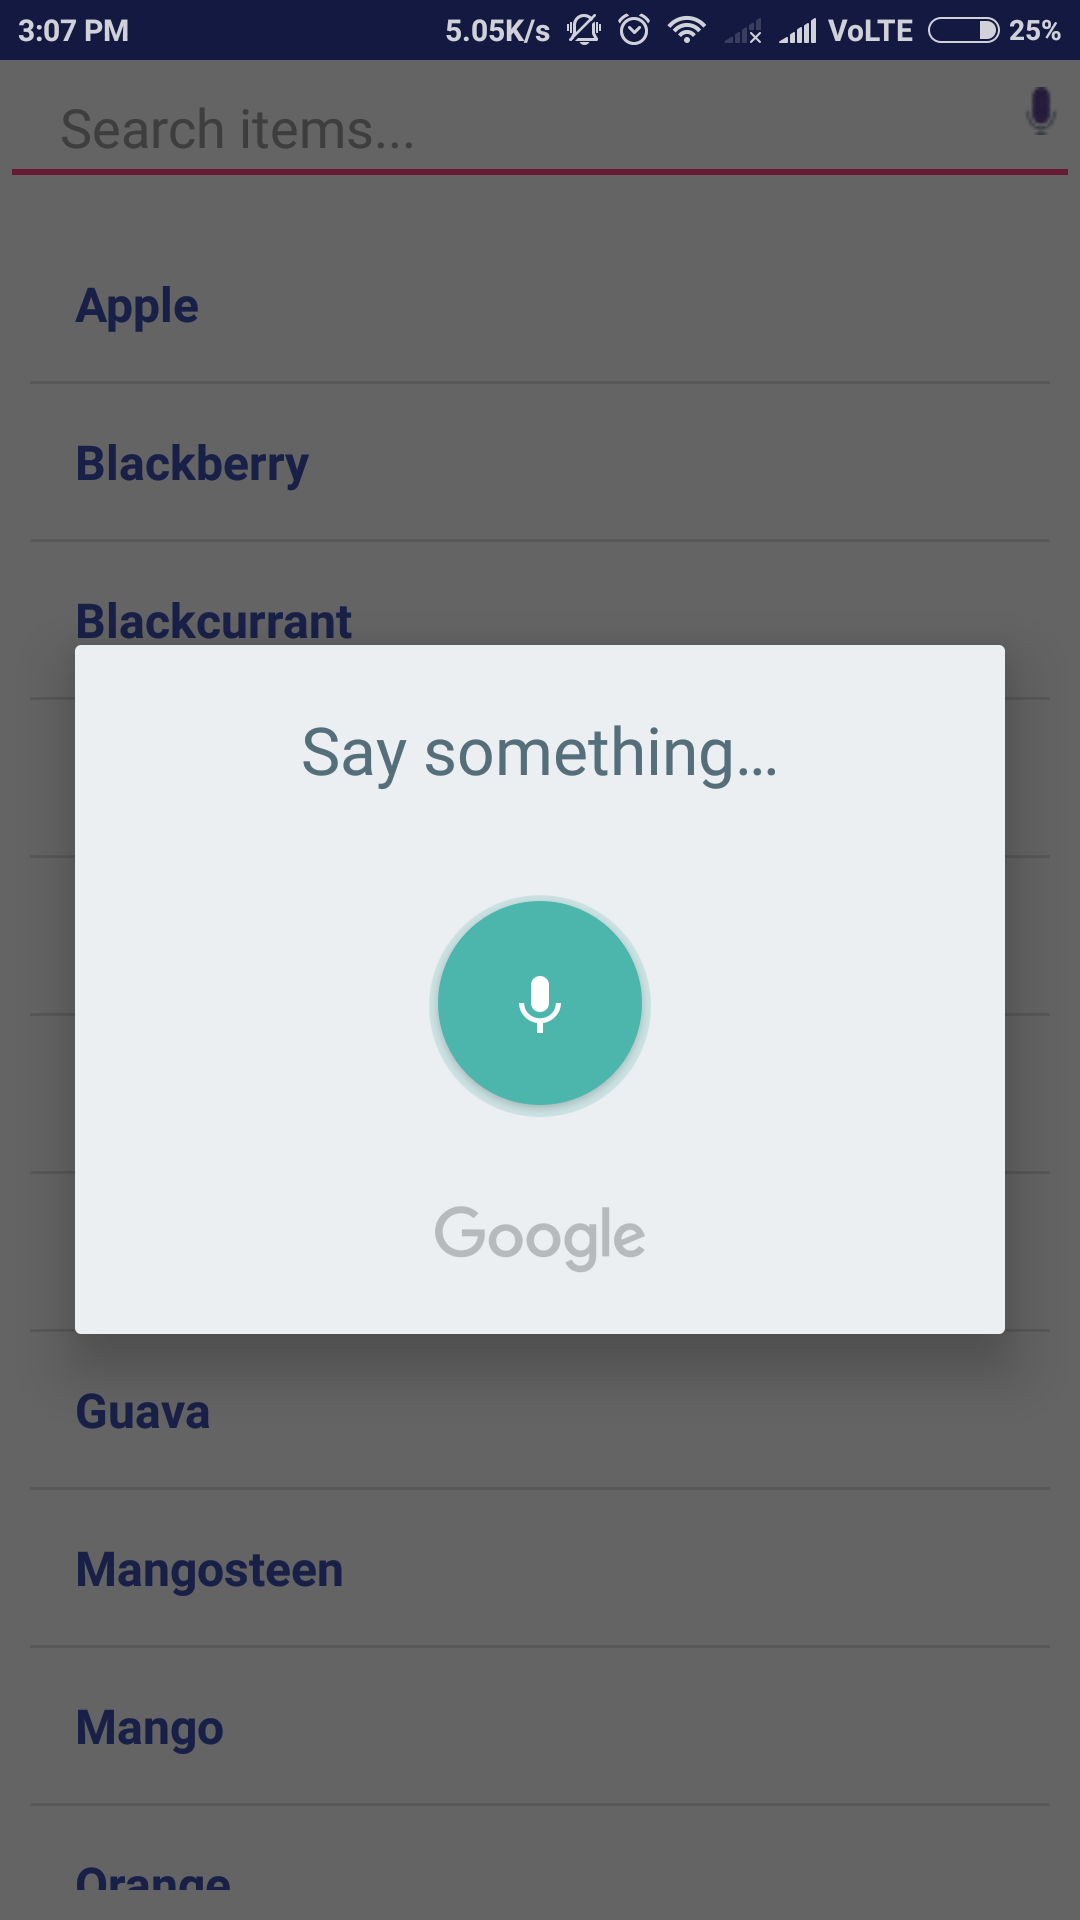 3:07 PM 5.05K/s VoLTE 25%
Search items...
Apple
Blackberry
Blackcurrant
Say something...
Google
Guava
Mangosteen
Mango
Orange